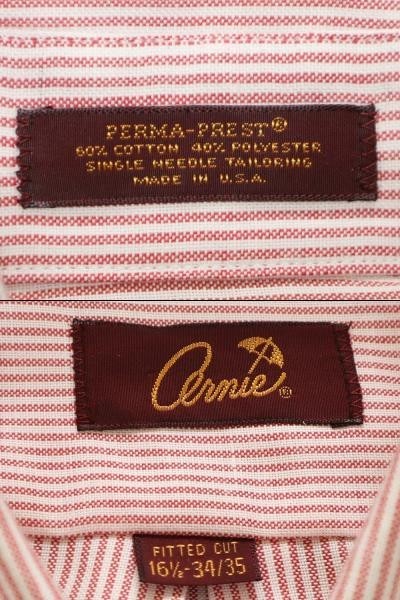 PERMA-PREST®
60% COTTON 40% POLYESTER
SINGLE NEEDLE TAILORING
MADE IN U.S.A.
Arnie®
FITTED CUT
16½-34/35